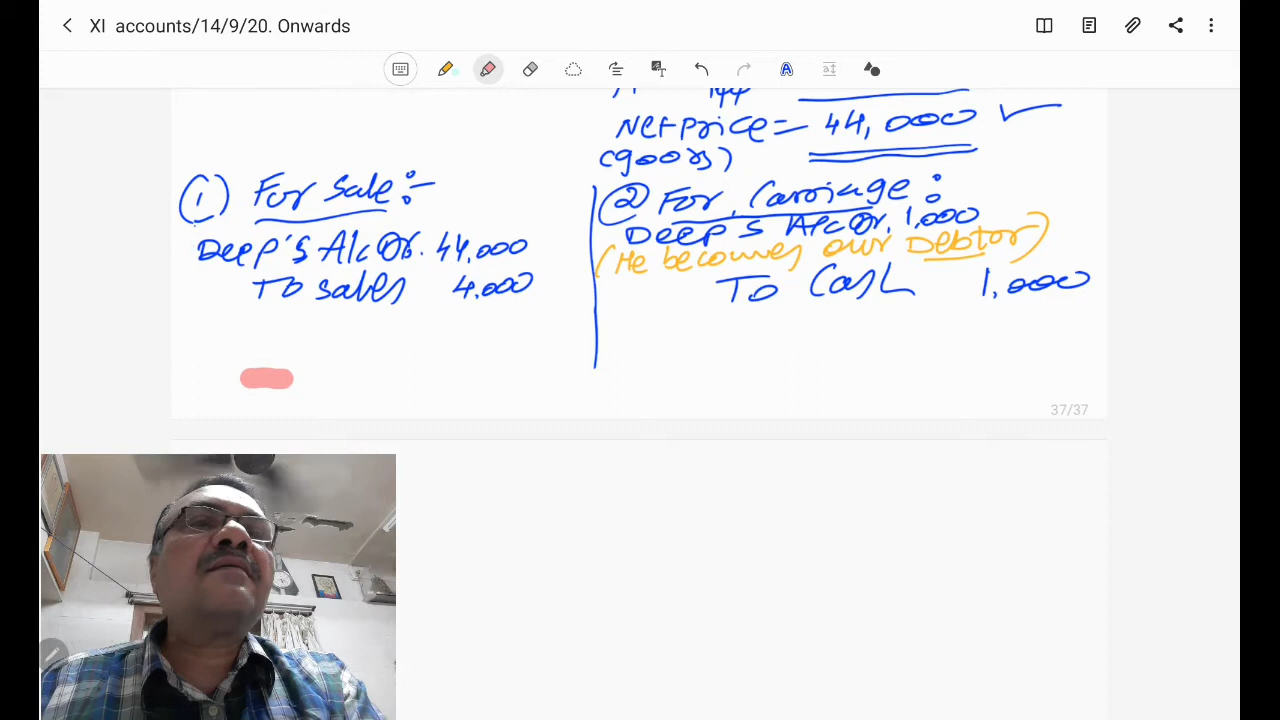 XI accounts/14/9/20. Onwards
Net Price = 44,000
(goods)
(1) For Sale :-
Deep's A/c Dr. 44,000
To sales 4,000
(2) For Carriage :
Deep's A/c Dr. 1,000
(He becomes our Debtor)
To Cash 1,000
37/37